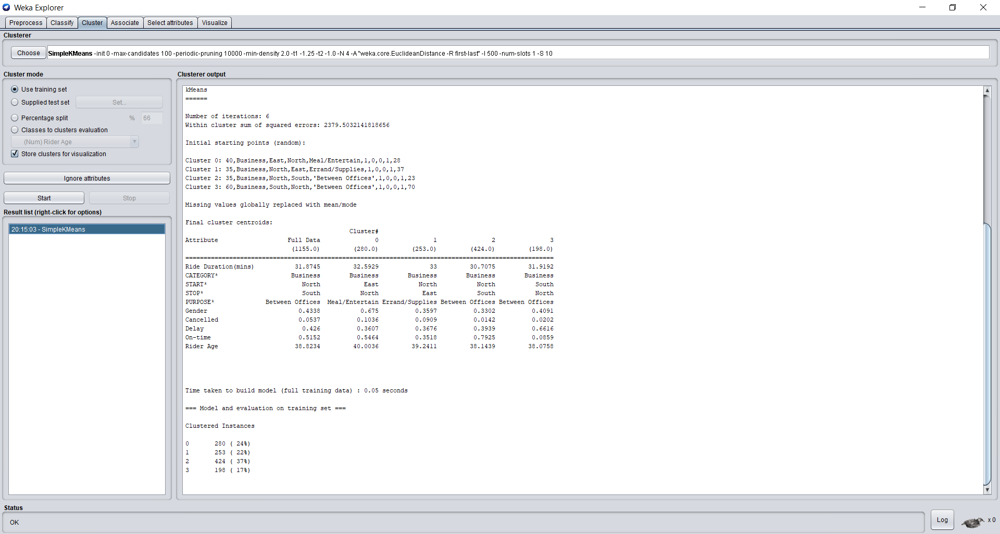 Weka Explorer
Preprocess Classify Cluster Associate Select attributes Visualize
Clusterer
Choose SimpleKMeans -init 0 -max-candidates 100 -periodic-pruning 10000 -min-density 2.0 -t1 -1.25 -t2 -1.0 -N 4 -A "weka.core.EuclideanDistance -R first-last" -I 500 -num-slots 1 -S 10
Cluster mode
Use training set
Supplied test set Set...
Percentage split % 66
Classes to clusters evaluation
(Num) Rider Age
Store clusters for visualization
Ignore attributes
Start Stop
Result list (right-click for options)
20:15:03 - SimpleKMeans
Clusterer output
kMeans
======
Number of iterations: 6
Within cluster sum of squared errors: 2379.5032141818656
Initial starting points (random):
Cluster 0: 40,Business,East,North,Meal/Entertain,1,0,0,1,28
Cluster 1: 35,Business,North,East,Errand/Supplies,1,0,0,1,37
Cluster 2: 35,Business,North,South,'Between Offices',1,0,0,1,23
Cluster 3: 60,Business,South,North,'Between Offices',1,0,0,1,70
Missing values globally replaced with mean/mode
Final cluster centroids:
Cluster#
Attribute Full Data 0 1 2 3
(1155.0) (280.0) (253.0) (424.0) (198.0)
=====================================================================================================
Ride Duration(mins) 31.8745 32.5929 33 30.7075 31.9192
CATEGORY* Business Business Business Business Business
START* North East North North South
STOP* South North East South North
PURPOSE* Between Offices Meal/Entertain Errand/Supplies Between Offices Between Offices
Gender 0.4338 0.675 0.3597 0.3302 0.4091
Cancelled 0.0537 0.1036 0.0909 0.0142 0.0202
Delay 0.426 0.3607 0.3676 0.3939 0.6616
On-time 0.5152 0.5464 0.3518 0.7925 0.0859
Rider Age 38.8234 40.0036 39.2411 38.1439 38.0758
Time taken to build model (full training data) : 0.05 seconds
=== Model and evaluation on training set ===
Clustered Instances
0 280 ( 24%)
1 253 ( 22%)
2 424 ( 37%)
3 198 ( 17%)
Status
OK
Log x 0